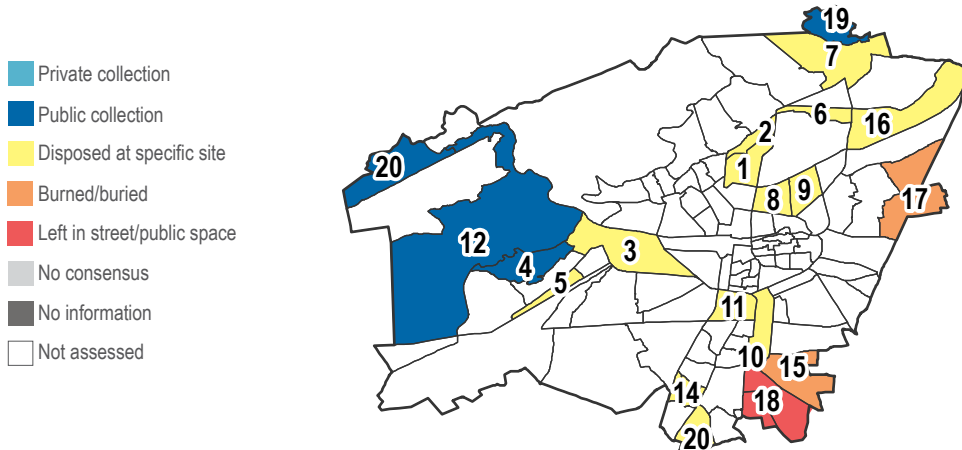 Private collection
Public collection
Disposed at specific site
Burned/buried
Left in street/public space
No consensus
No information
Not assessed
19
7
6
16
2
20
1
17
8
9
12
3
4
5
11
10
15
14
18
20